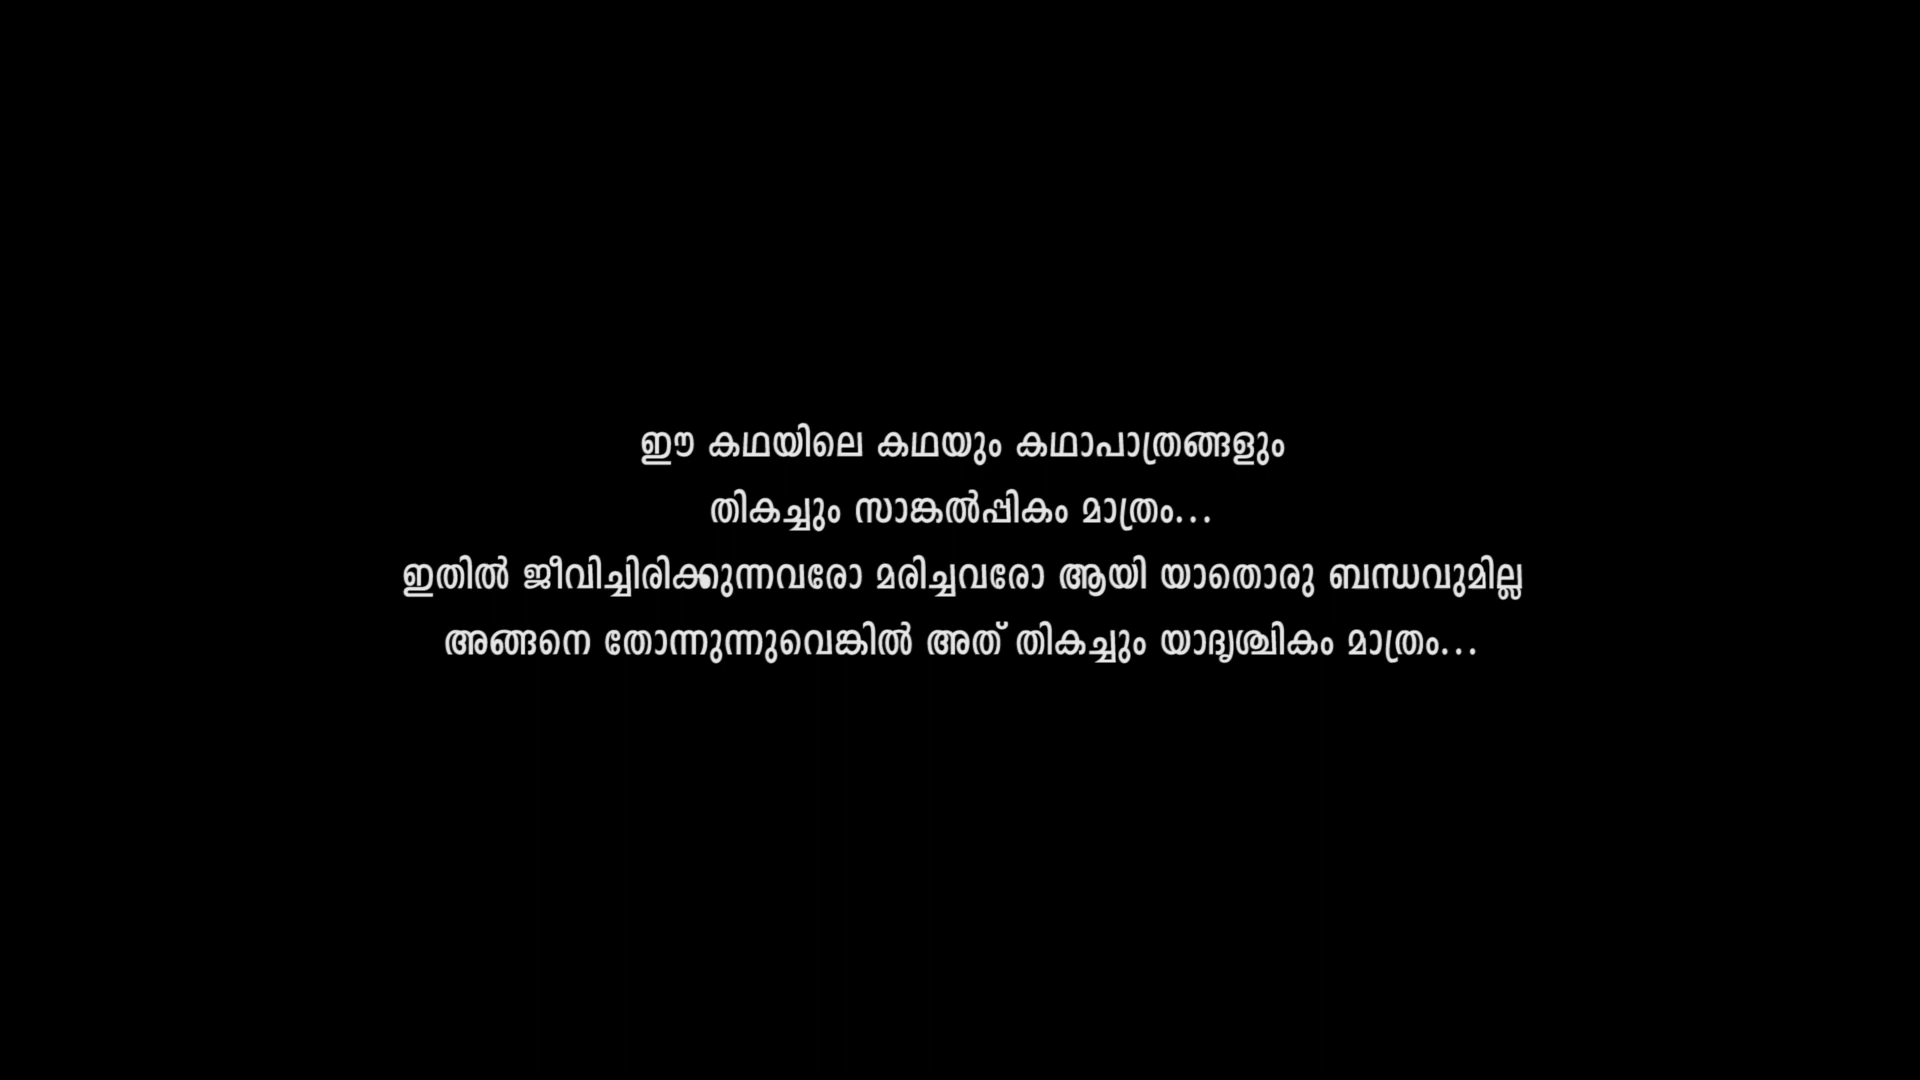 ഈ കഥയിലെ കഥയും കഥാപാത്രങ്ങളും
തികച്ചും സാങ്കൽപ്പികം മാത്രം...
ഇതിൽ ജീവിച്ചിരിക്കുന്നവരോ മരിച്ചവരോ ആയി യാതൊരു ബന്ധവുമില്ല
അങ്ങനെ തോന്നുന്നുവെങ്കിൽ അത് തികച്ചും യാദൃശ്ചികം മാത്രം...